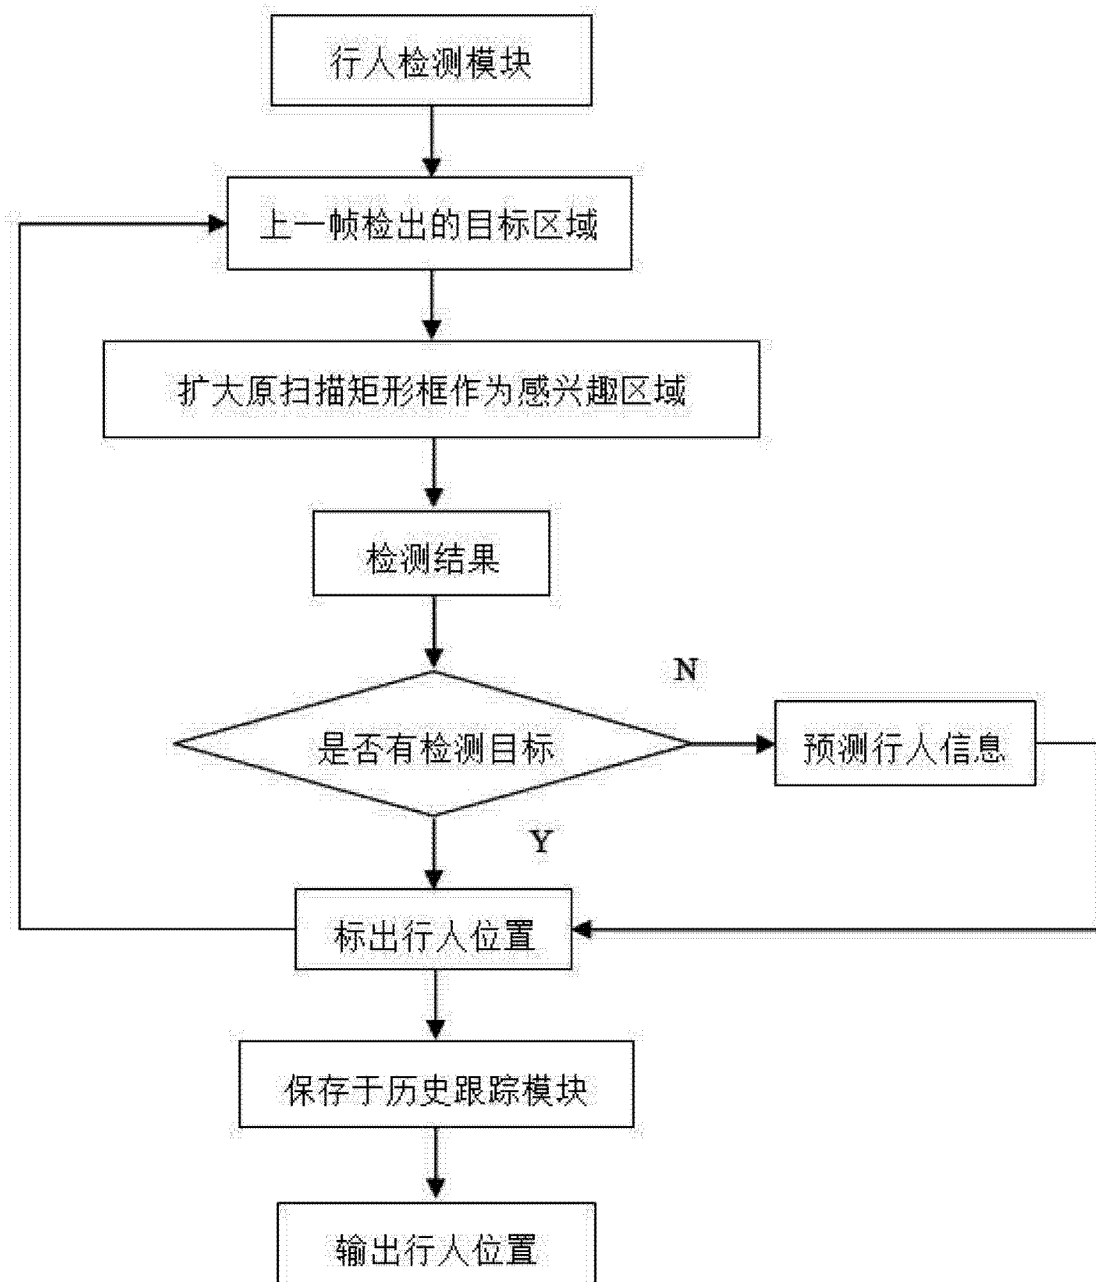 行人检测模块
上一帧检出的目标区域
扩大原扫描矩形框作为感兴趣区域
检测结果
N
是否有检测目标
预测行人信息
Y
标出行人位置
保存于历史跟踪模块
输出行人位置